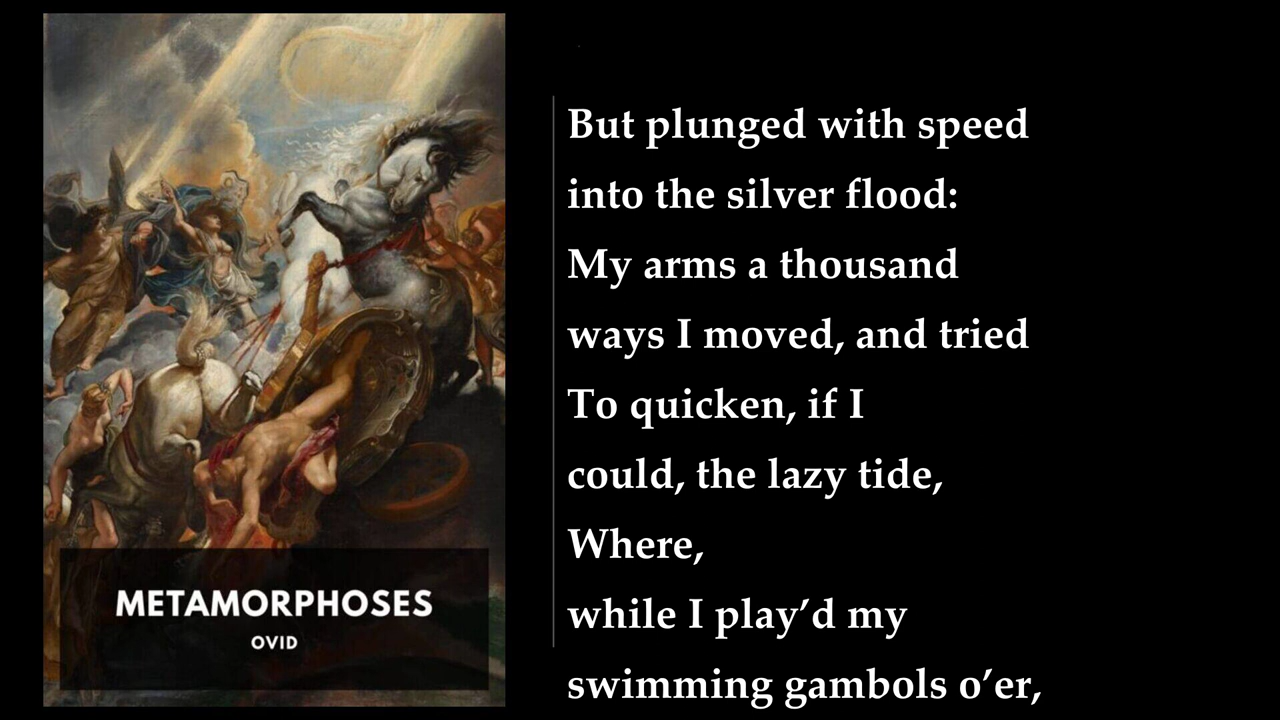 METAMORPHOSES
OVID
But plunged with speed
into the silver flood:
My arms a thousand
ways I moved, and tried
To quicken, if I
could, the lazy tide,
Where,
while I play’d my
swimming gambols o’er,